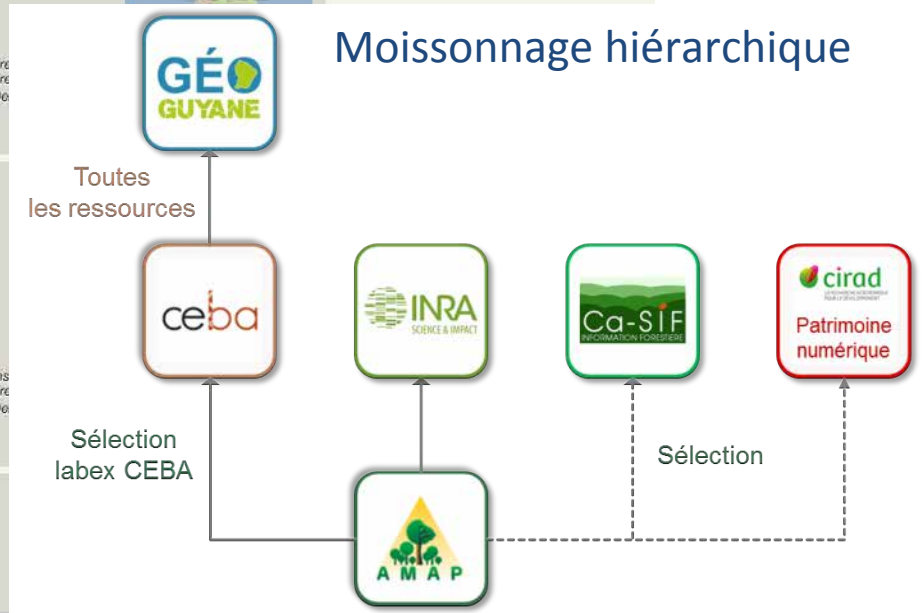 Moissonnage hiérarchique
GÉO
GUYANE
Toutes
les ressources
ceba
INRA
SCIENCE & IMPACT
Ca-SiF
INFORMATION FORESTIERE
cirad
Patrimoine
numérique
Sélection
labex CEBA
Sélection
AMAP